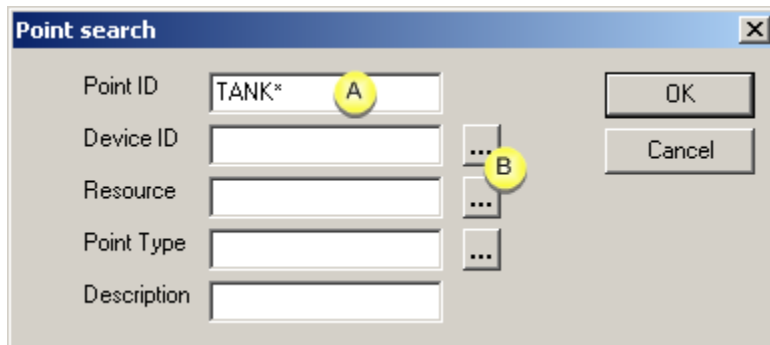 Point search
Point ID TANK* A OK
Device ID ... Cancel
B
Resource ...
Point Type ...
Description